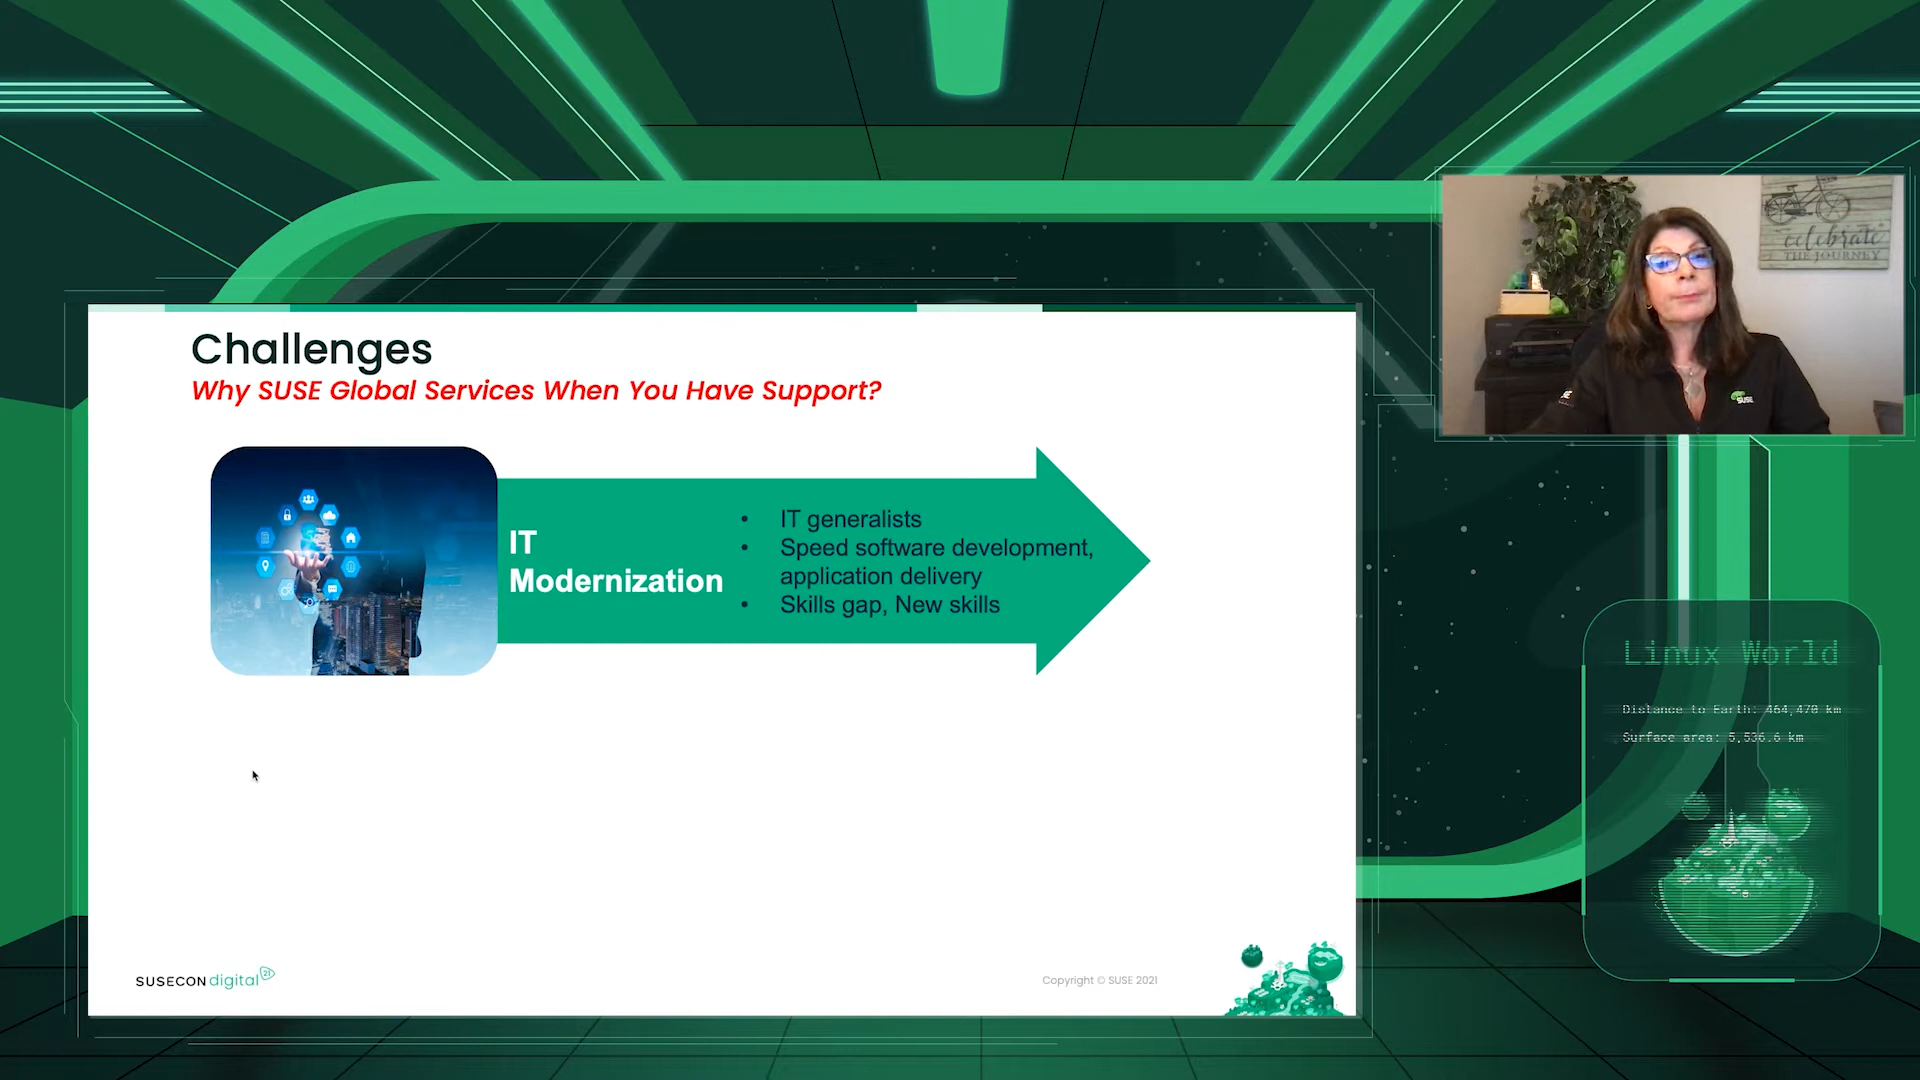 Challenges
Why SUSE Global Services When You Have Support?
IT
Modernization
• IT generalists
• Speed software development,
application delivery
• Skills gap, New skills
SUSECON digital 21
Copyright © SUSE 2021
celebrate
THE JOURNEY
SUSE
Linux World
Distance to Earth: 464,470 km
Surface area: 5,536.6 km